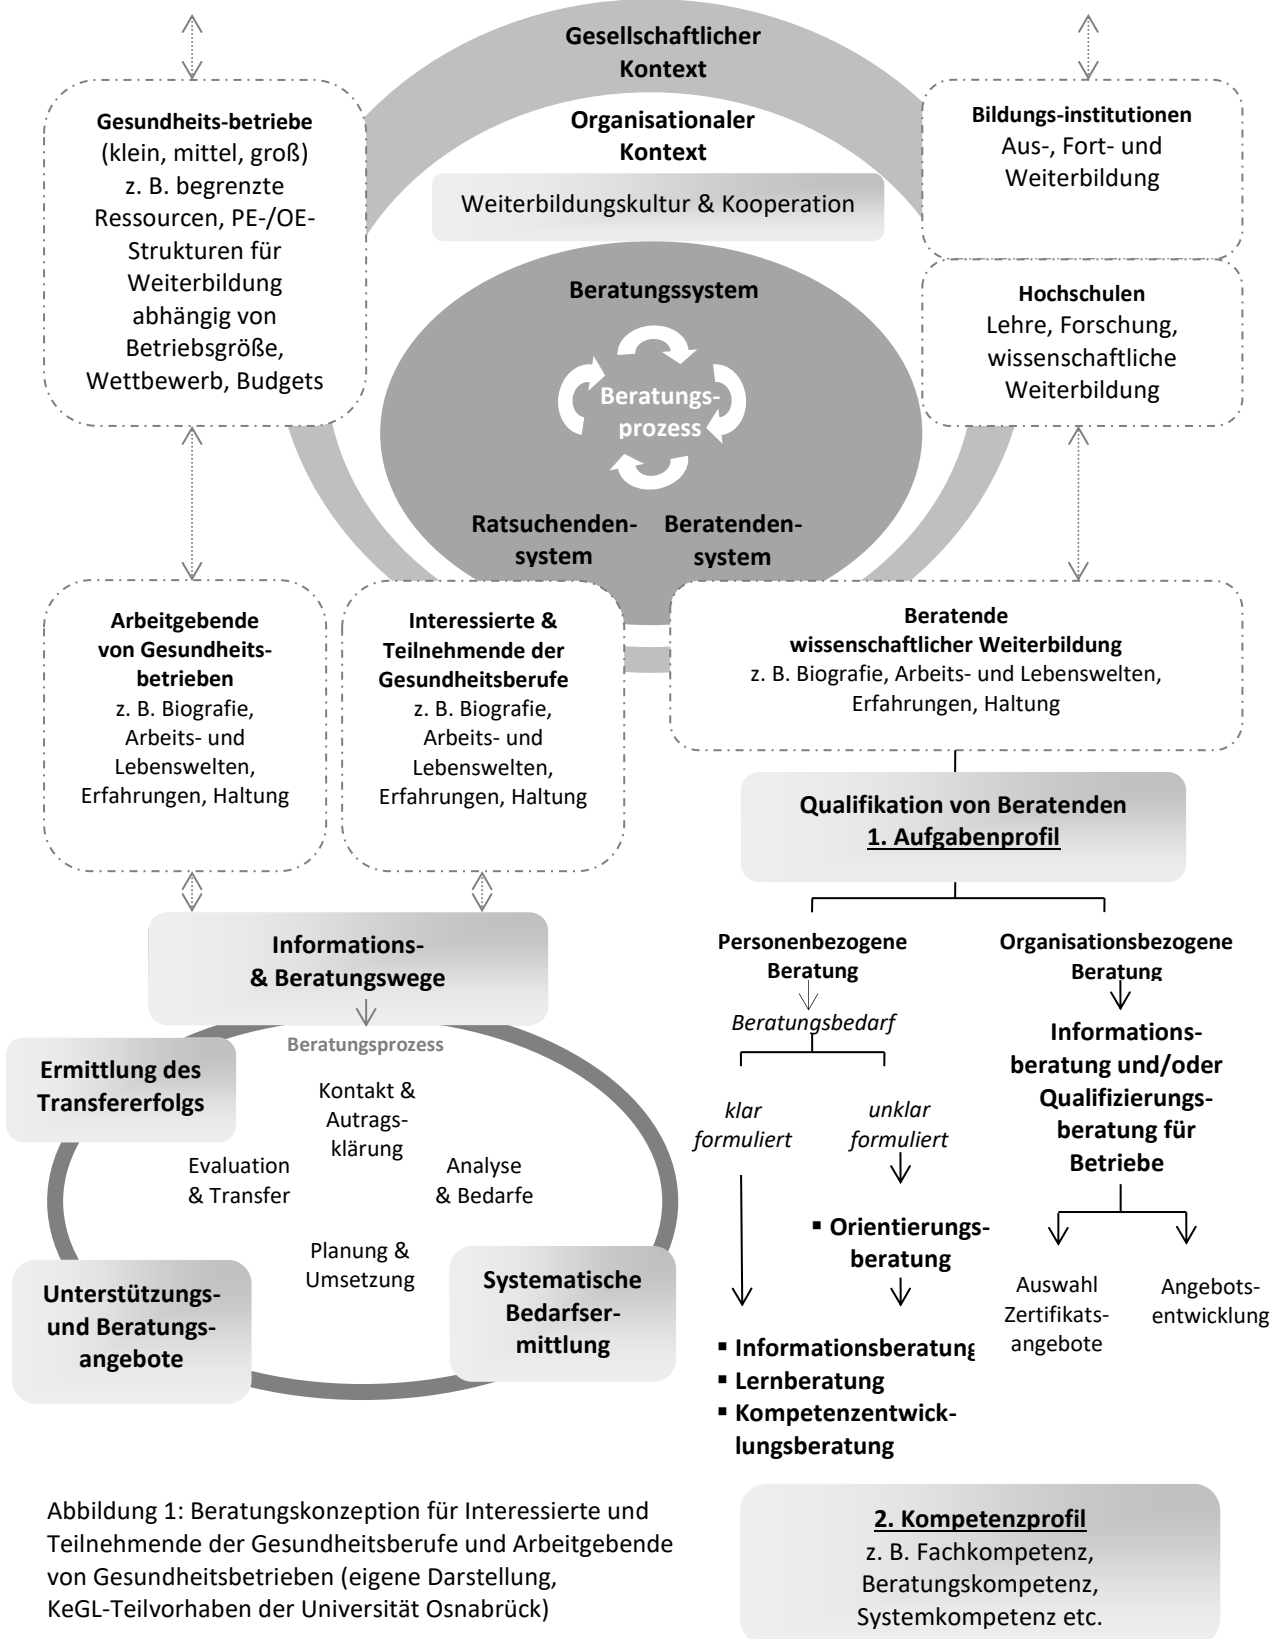 Gesellschaftlicher
Kontext
Organisationaler
Kontext
Weiterbildungskultur & Kooperation
Gesundheits-betriebe
(klein, mittel, groß)
z. B. begrenzte
Ressourcen, PE-/OE-
Strukturen für
Weiterbildung
abhängig von
Betriebsgröße,
Wettbewerb, Budgets
Bildungs-institutionen
Aus-, Fort- und
Weiterbildung
Hochschulen
Lehre, Forschung,
wissenschaftliche
Weiterbildung
Beratungssystem
Beratungs-
prozess
Ratsuchenden-
system
Beratenden-
system
Arbeitgebende
von Gesundheits-
betrieben
z. B. Biografie,
Arbeits- und
Lebenswelten,
Erfahrungen, Haltung
Interessierte &
Teilnehmende der
Gesundheitsberufe
z. B. Biografie,
Arbeits- und
Lebenswelten,
Erfahrungen, Haltung
Beratende
wissenschaftlicher Weiterbildung
z. B. Biografie, Arbeits- und Lebenswelten,
Erfahrungen, Haltung
Qualifikation von Beratenden
1. Aufgabenprofil
Informations-
& Beratungswege
Beratungsprozess
Kontakt &
Autrags-
klärung
Analyse
& Bedarfe
Planung &
Umsetzung
Evaluation
& Transfer
Ermittlung des
Transfererfolgs
Unterstützungs-
und Beratungs-
angebote
Systematische
Bedarfser-
mittlung
Personenbezogene
Beratung
Beratungsbedarf
klar
formuliert
unklar
formuliert
▪ Orientierungs-
beratung
▪ Informationsberatung
▪ Lernberatung
▪ Kompetenzentwick-
lungsberatung
Organisationsbezogene
Beratung
Informations-
beratung und/oder
Qualifizierungs-
beratung für
Betriebe
Auswahl
Zertifikats-
angebote
Angebots-
entwicklung
2. Kompetenzprofil
z. B. Fachkompetenz,
Beratungskompetenz,
Systemkompetenz etc.
Abbildung 1: Beratungskonzeption für Interessierte und
Teilnehmende der Gesundheitsberufe und Arbeitgebende
von Gesundheitsbetrieben (eigene Darstellung,
KeGL-Teilvorhaben der Universität Osnabrück)